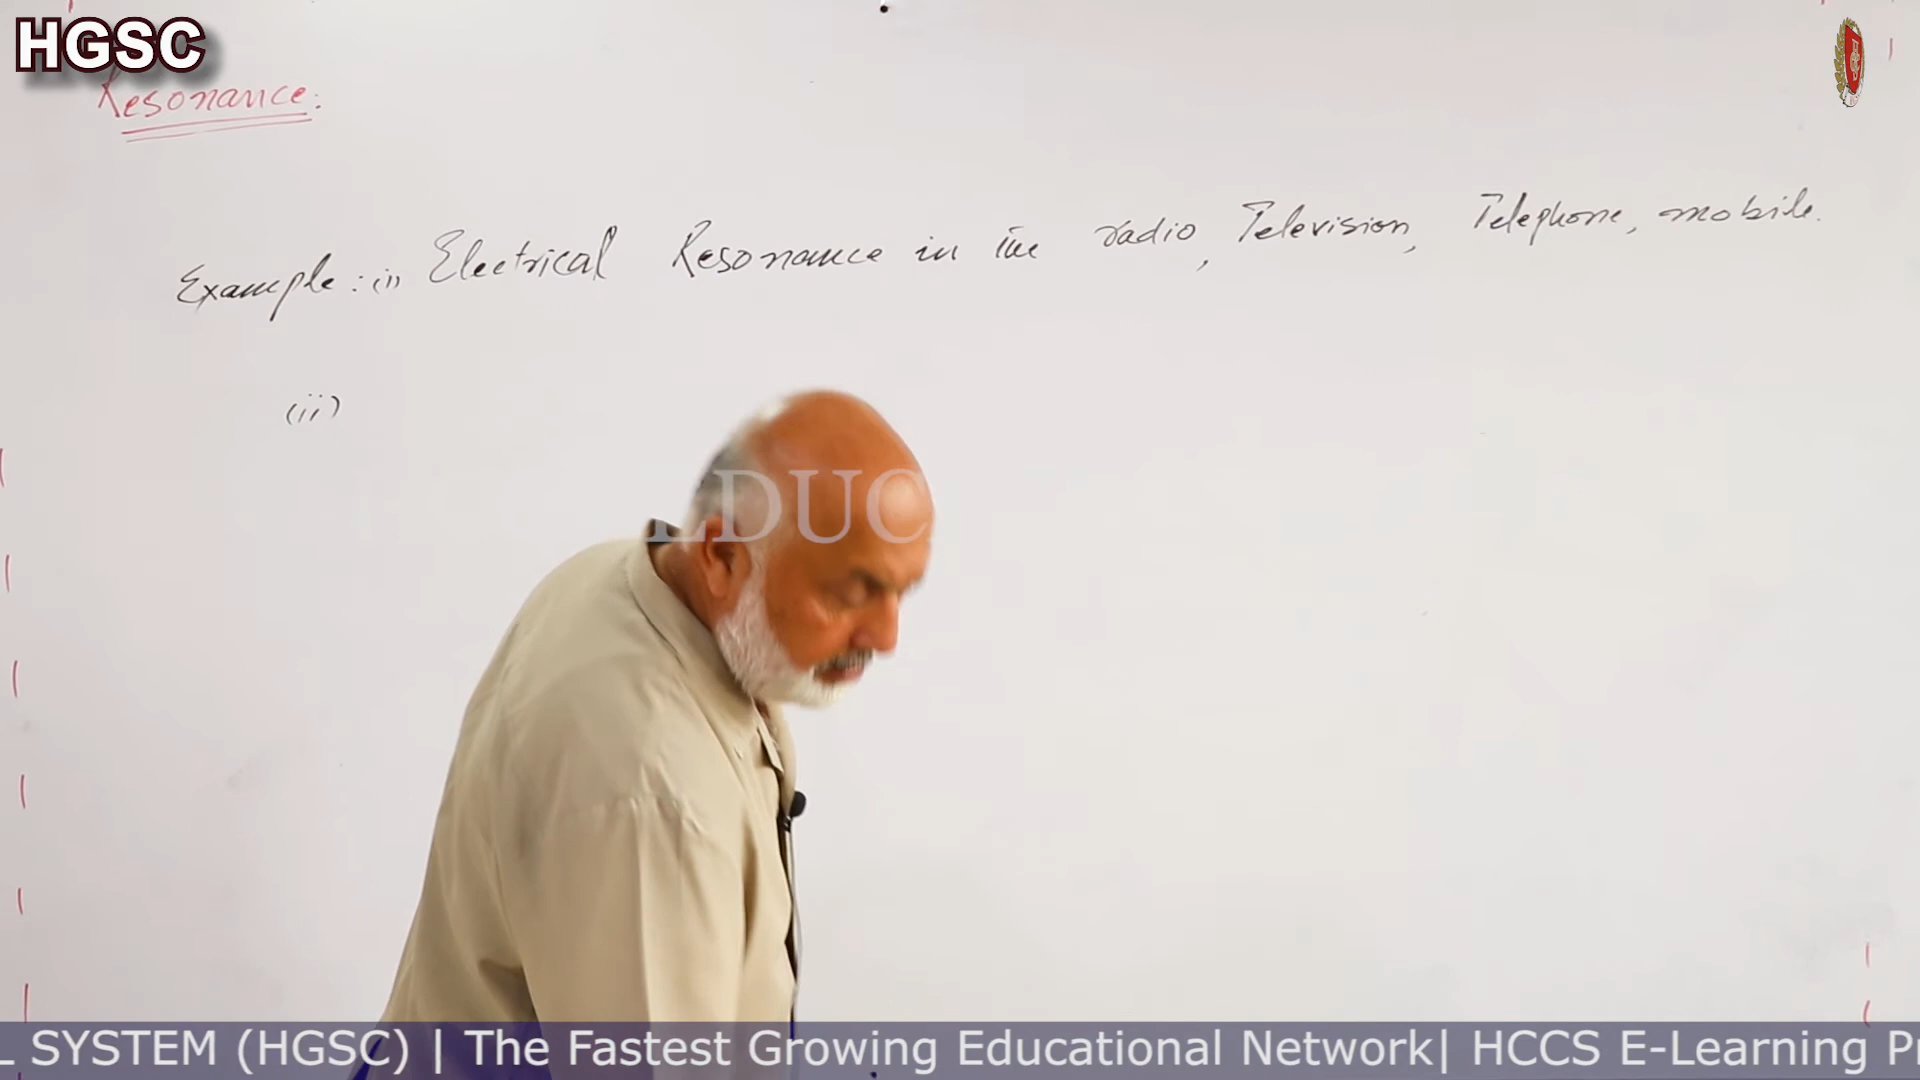 HGSC
Resonance:
Example: (i) Electrical Resonance in the radio, Television, Telephone, mobile.
(ii)
EDUC
L SYSTEM (HGSC) | The Fastest Growing Educational Network| HCCS E-Learning Pr